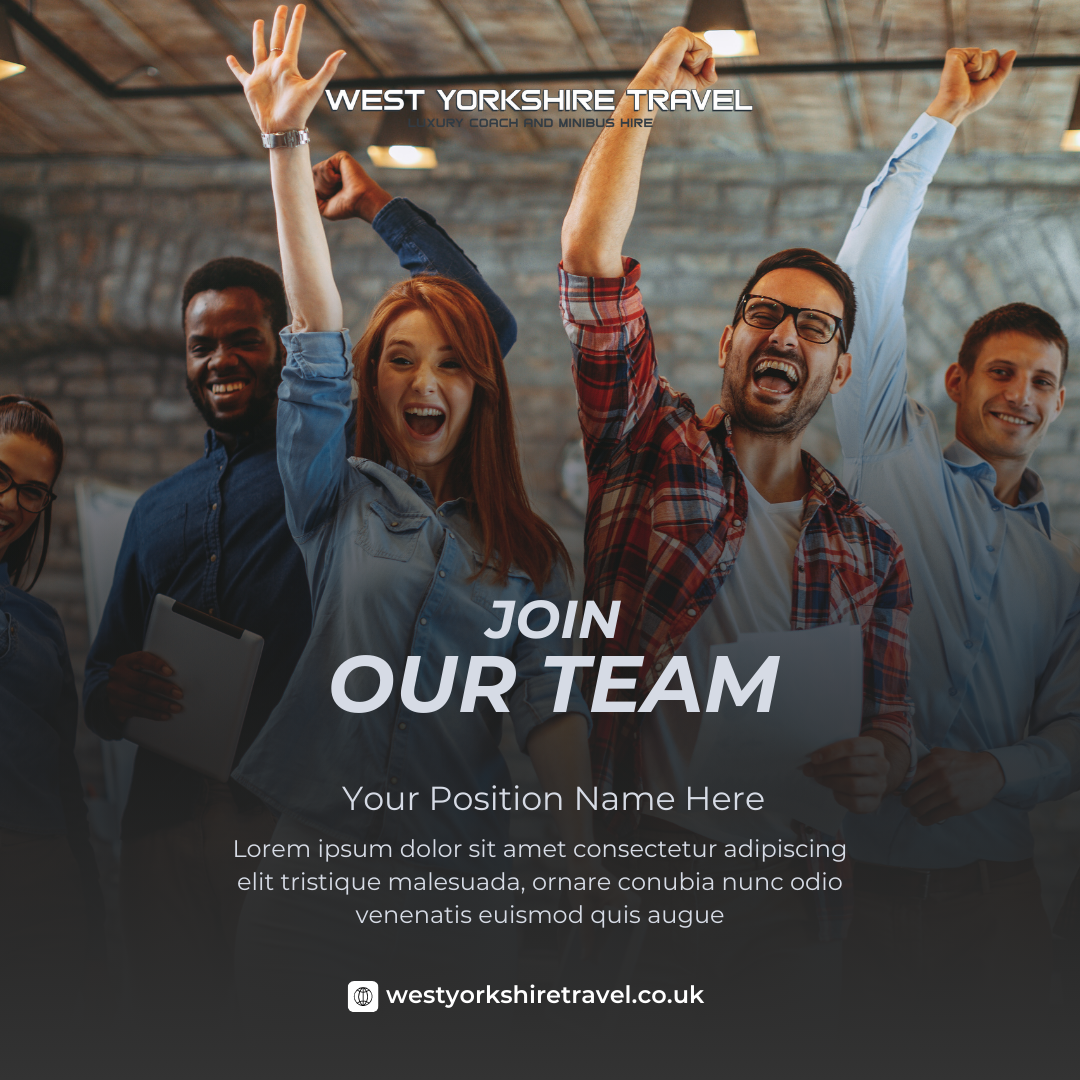 WEST YORKSHIRE TRAVEL
LUXURY COACH AND MINIBUS HIRE
JOIN
OUR TEAM
Your Position Name Here
Lorem ipsum dolor sit amet consectetur adipiscing
elit tristique malesuada, ornare conubia nunc odio
venenatis euismod quis augue
westyorkshiretravel.co.uk